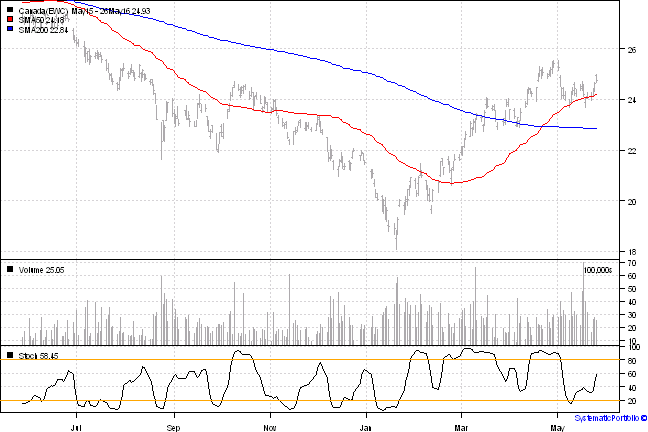 Canada(EWC) May15 - 26May16 24.93
SMA50 24.18
SMA200 22.84
26
24
22
20
18
Volume 25.05
100,000s
70
60
50
40
30
20
10
Stoch 58.45
100
80
60
40
20
Jul Sep Nov Jan Mar May
SystematicPortfolio ©